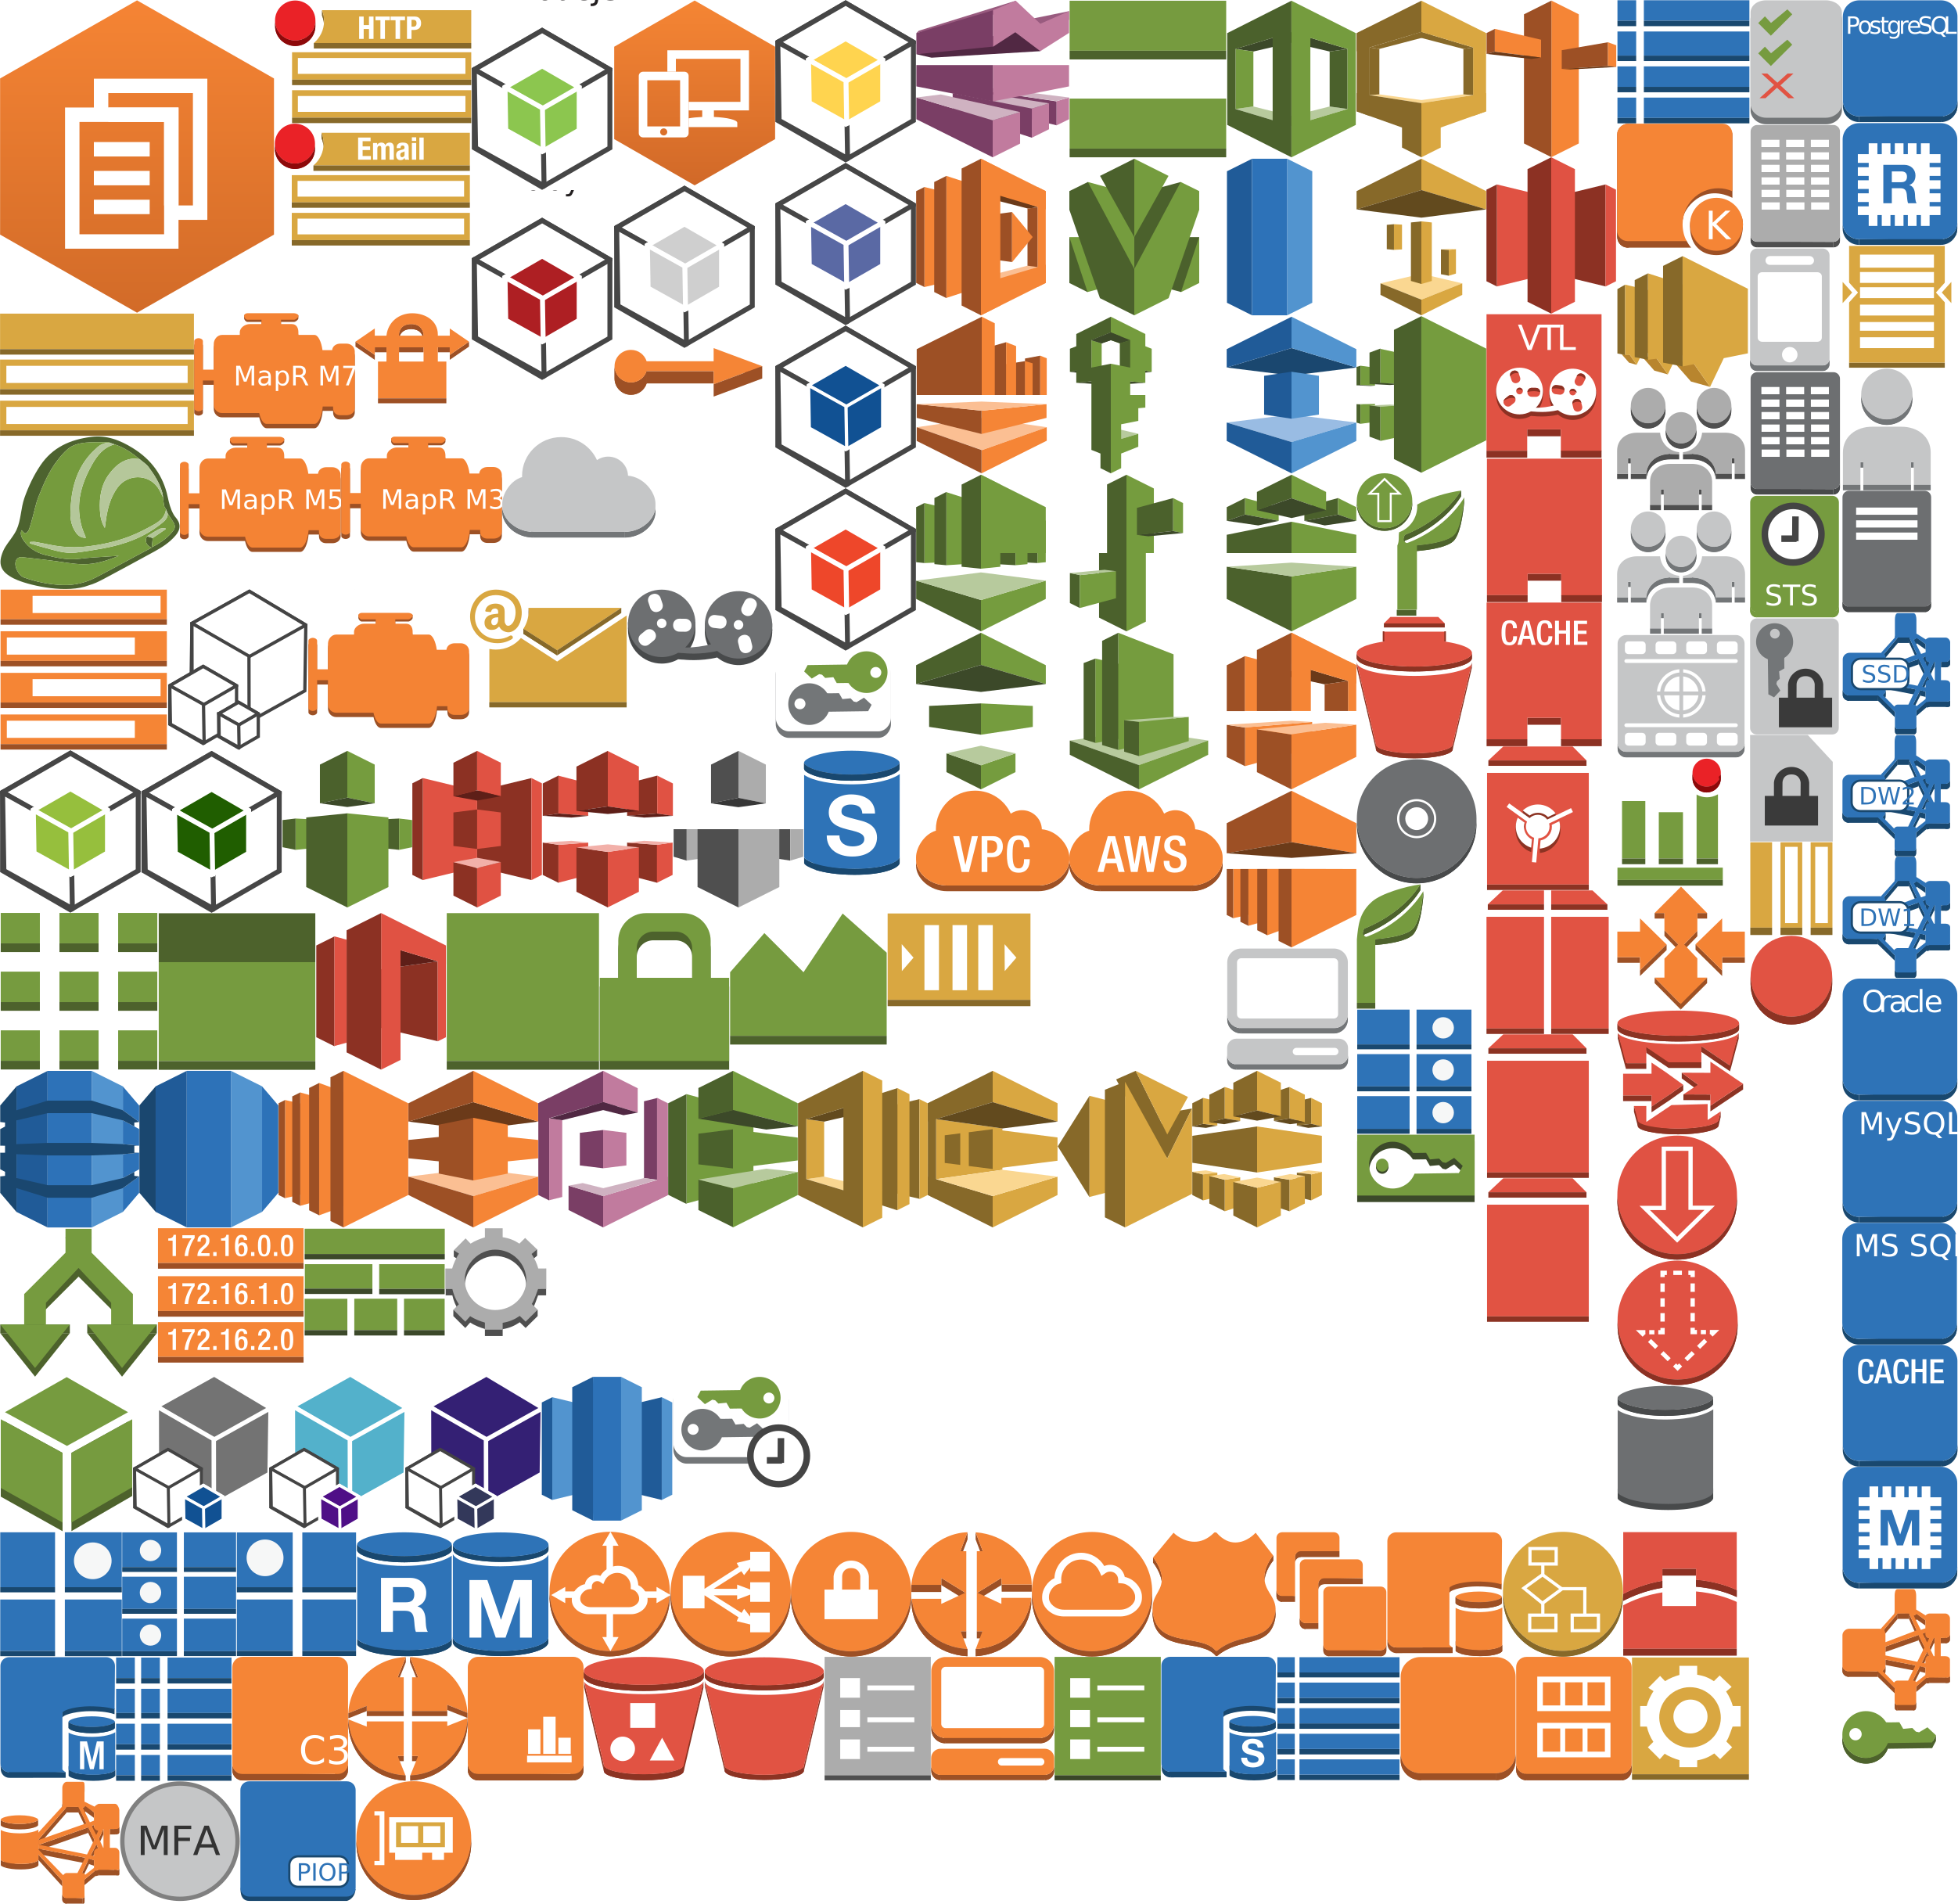 HTTP
Email
PostgreSQL
R
K
VTL
MapR M7
MapR M5
MapR M3
STS
CACHE
@
SSD
S
VPC
AWS
DW2
DW1
Oracle
MySQL
172.16.0.0
172.16.1.0
172.16.2.0
MS SQ
CACHE
M
R
M
M
C3
S
MFA
PIOP